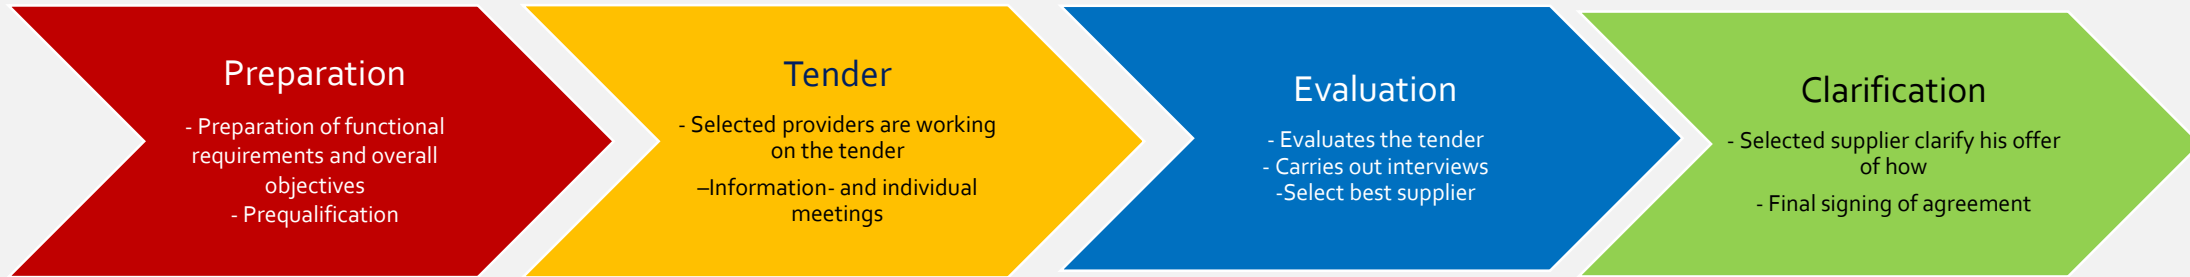 Preparation
- Preparation of functional
requirements and overall
objectives
- Prequalification
Tender
- Selected providers are working
on the tender
–Information- and individual
meetings
Evaluation
- Evaluates the tender
- Carries out interviews
-Select best supplier
Clarification
- Selected supplier clarify his offer
of how
- Final signing of agreement